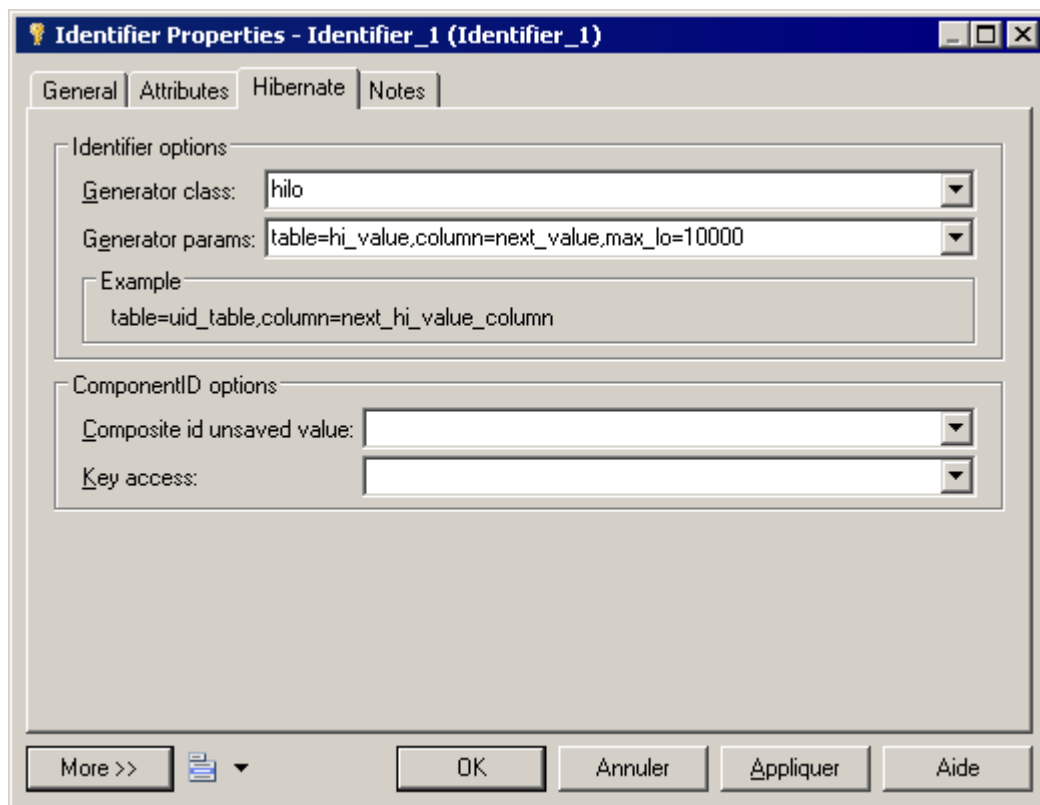 Identifier Properties - Identifier_1 (Identifier_1)
General Attributes Hibernate Notes
Identifier options
Generator class: hilo
Generator params: table=hi_value,column=next_value,max_lo=10000
Example
table=uid_table,column=next_hi_value_column
ComponentID options
Composite id unsaved value:
Key access:
More >> OK Annuler Appliquer Aide